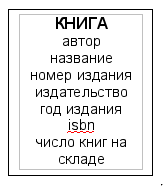 КНИГА
автор
название
номер издания
издательство
год издания
isbn
число книг на
складе
.